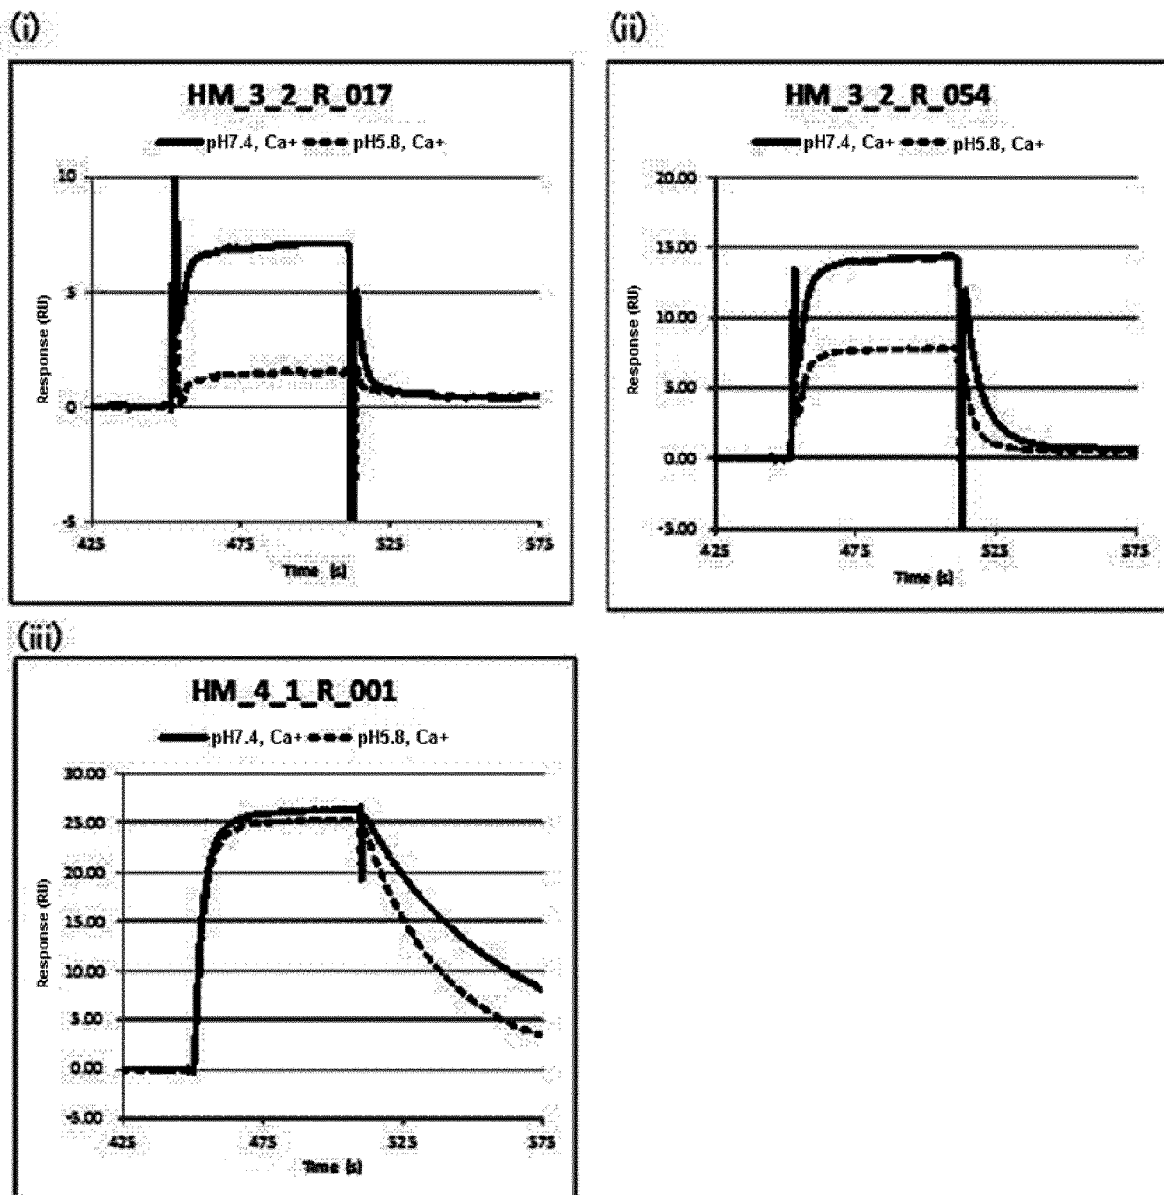 (i)
HM_3_2_R_017
pH7.4, Ca+ pH5.8, Ca+
10
5
0
-5
Response (RU)
425 475 525 575
Time [s]
(ii)
HM_3_2_R_054
pH7.4, Ca+ pH5.8, Ca+
20.00
15.00
10.00
5.00
0.00
-5.00
Response (RU)
425 475 525 575
Time [s]
(iii)
HM_4_1_R_001
pH7.4, Ca+ pH5.8, Ca+
30.00
25.00
20.00
15.00
10.00
5.00
0.00
-5.00
Response (RU)
425 475 525 575
Time [s]